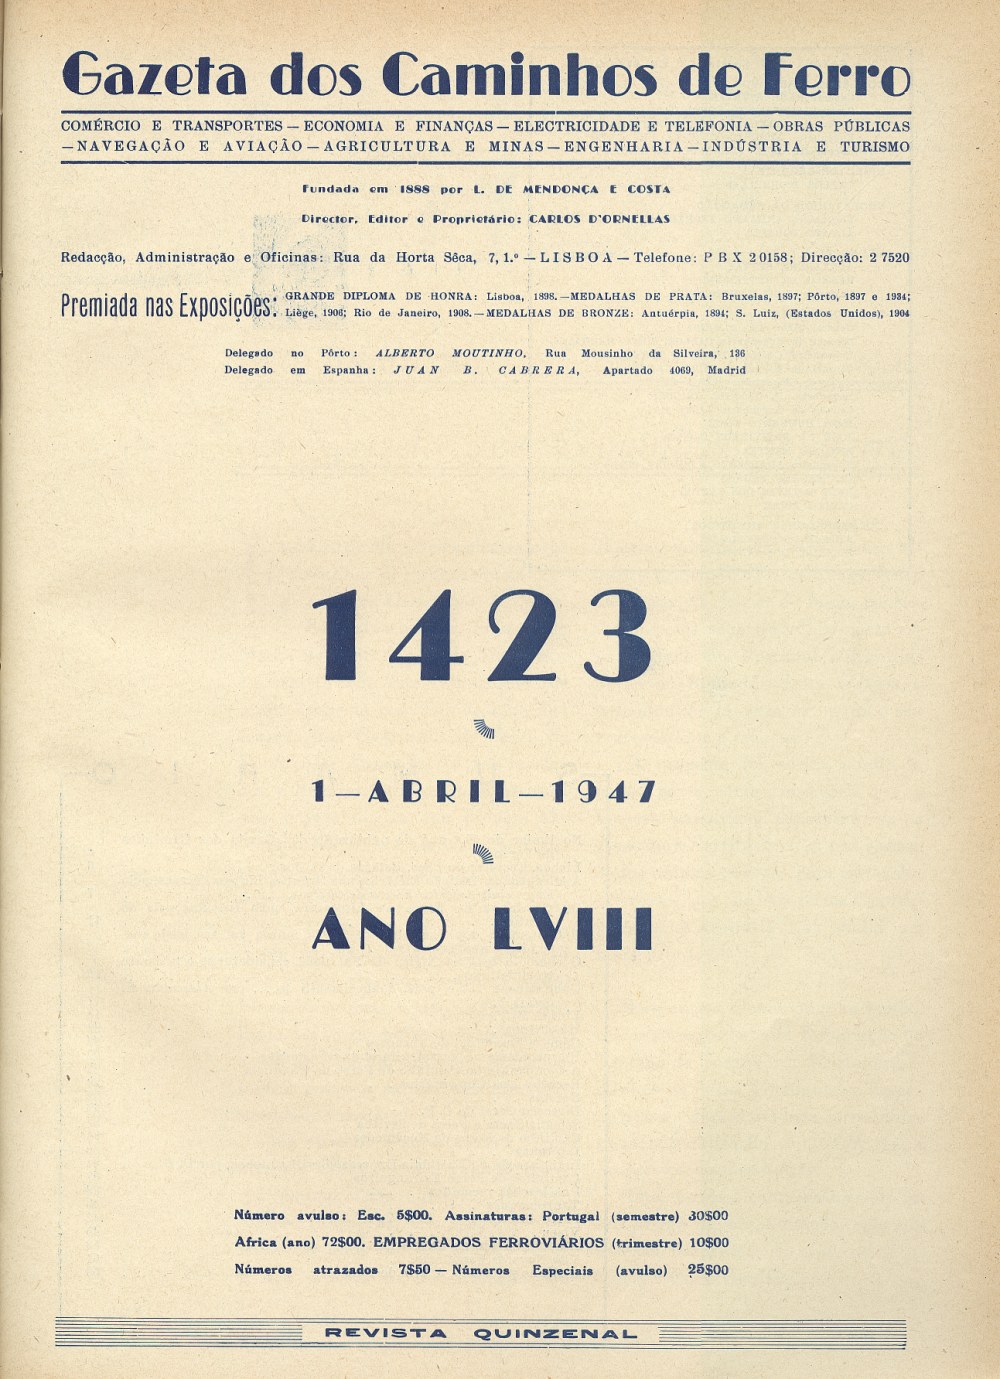 Gazeta dos Caminhos de Ferro
COMÉRCIO E TRANSPORTES — ECONOMIA E FINANÇAS — ELECTRICIDADE E TELEFONIA — OBRAS PÚBLICAS
— NAVEGAÇÃO E AVIAÇÃO — AGRICULTURA E MINAS — ENGENHARIA — INDÚSTRIA E TURISMO
Fundada em 1888 por L. DE MENDONÇA E COSTA
Director, Editor e Proprietário: CARLOS D'ORNELLAS
Redacção, Administração e Oficinas: Rua da Horta Sêca, 7, 1.º — LISBOA — Telefone: P B X 20158; Direcção: 2 7520
Premiada nas Exposições: GRANDE DIPLOMA DE HONRA: Lisboa, 1898. — MEDALHAS DE PRATA: Bruxelas, 1897; Pôrto, 1897 e 1934;
Liège, 1906; Rio de Janeiro, 1908. — MEDALHAS DE BRONZE: Antuérpia, 1894; S. Luiz, (Estados Unidos), 1904
Delegado no Pôrto: ALBERTO MOUTINHO, Rua Mousinho da Silveira, 136
Delegado em Espanha: JUAN B. CABRERA, Apartado 4069, Madrid
1423
1 — ABRIL — 1947
ANO LVIII
Número avulso: Esc. 5$00. Assinaturas: Portugal (semestre) 30$00
Africa (ano) 72$00. EMPREGADOS FERROVIÁRIOS (trimestre) 10$00
Números atrazados 7$50 — Números Especiais (avulso) 25$00
REVISTA QUINZENAL